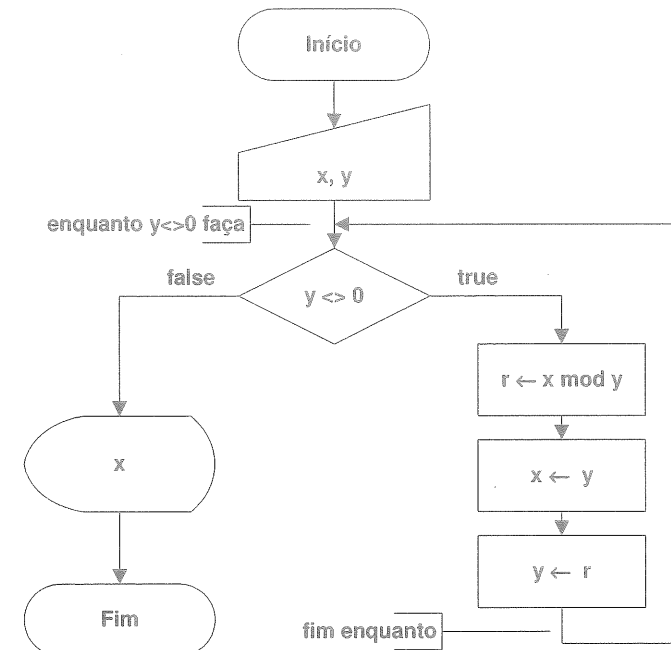 Início
x, y
enquanto y<>0 faça
false
y <> 0
true
r ← x mod y
x
x ← y
y ← r
Fim
fim enquanto